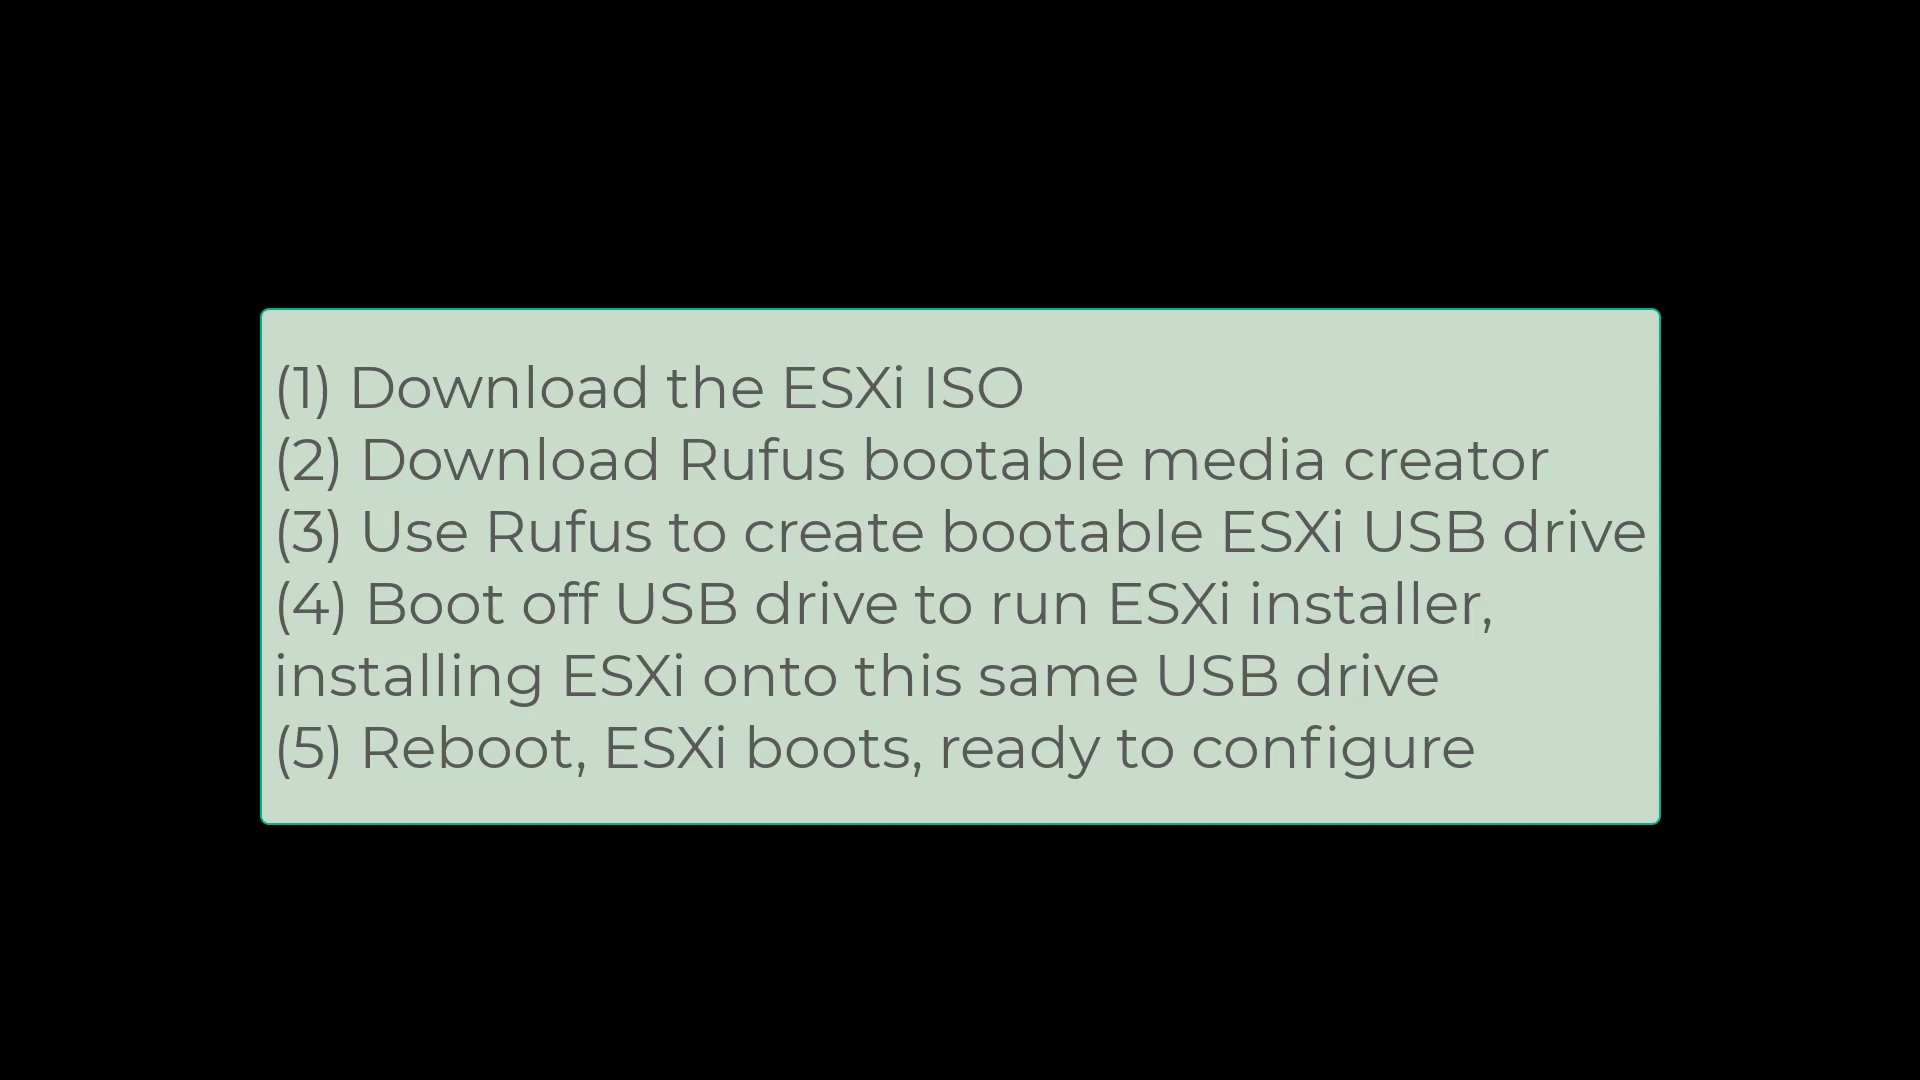 (1) Download the ESXi ISO
(2) Download Rufus bootable media creator
(3) Use Rufus to create bootable ESXi USB drive
(4) Boot off USB drive to run ESXi installer,
installing ESXi onto this same USB drive
(5) Reboot, ESXi boots, ready to configure